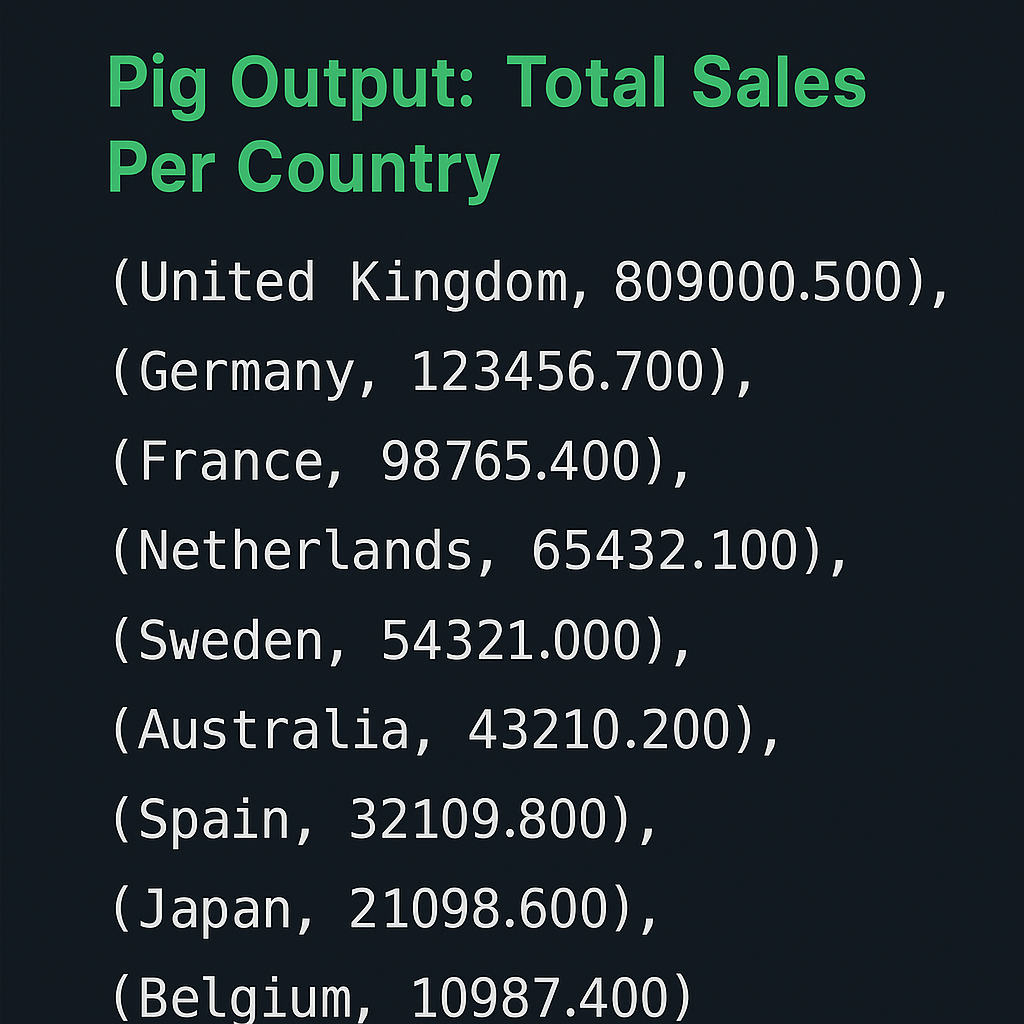 Pig Output: Total Sales
Per Country
(United Kingdom, 809000.500),
(Germany, 123456.700),
(France, 98765.400),
(Netherlands, 65432.100),
(Sweden, 54321.000),
(Australia, 43210.200),
(Spain, 32109.800),
(Japan, 21098.600),
(Belgium, 10987.400)